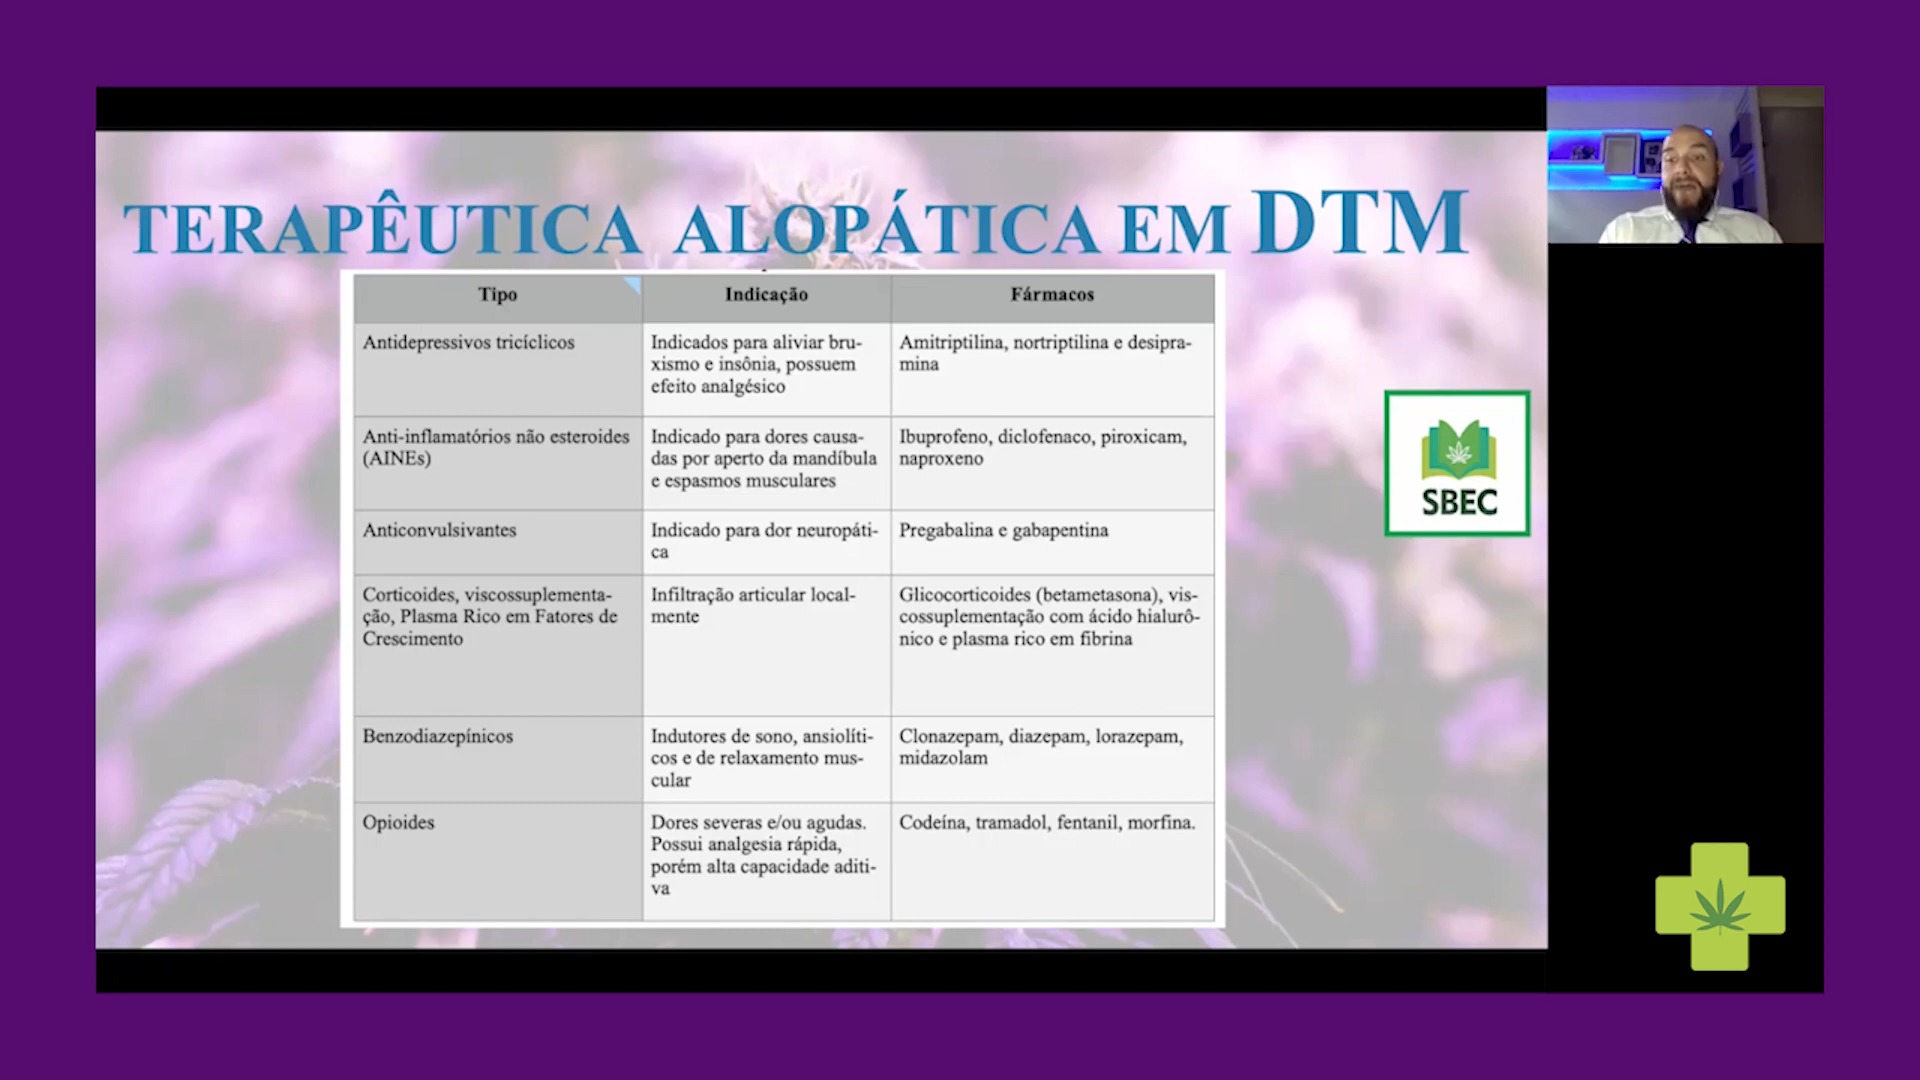 TERAPÊUTICA ALOPÁTICA EM DTM
Tipo
Indicação
Fármacos
Antidepressivos tricíclicos
Indicados para aliviar bru-
xismo e insônia, possuem
efeito analgésico
Amitriptilina, nortriptilina e desipra-
mina
Anti-inflamatórios não esteroides
(AINEs)
Indicado para dores causa-
das por aperto da mandíbula
e espasmos musculares
Ibuprofeno, diclofenaco, piroxicam,
naproxeno
Anticonvulsivantes
Indicado para dor neuropáti-
ca
Pregabalina e gabapentina
Corticoides, viscossuplementa-
ção, Plasma Rico em Fatores de
Crescimento
Infiltração articular local-
mente
Glicocorticoides (betametasona), vis-
cossuplementação com ácido hialurô-
nico e plasma rico em fibrina
Benzodiazepínicos
Indutores de sono, ansiolíti-
cos e de relaxamento mus-
cular
Clonazepam, diazepam, lorazepam,
midazolam
Opioides
Dores severas e/ou agudas.
Possui analgesia rápida,
porém alta capacidade aditi-
va
Codeína, tramadol, fentanil, morfina.
SBEC